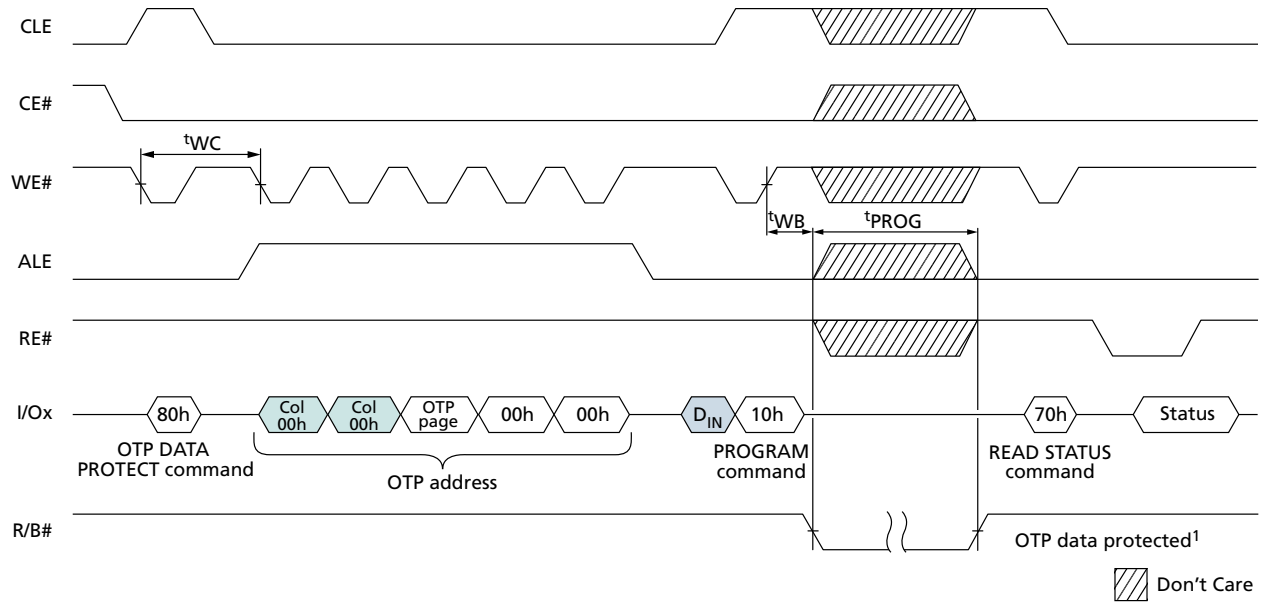 CLE
CE#
tWC
WE#
tWB
tPROG
ALE
RE#
I/Ox
80h
Col
00h
Col
00h
OTP
page
00h
00h
DIN
10h
70h
Status
OTP DATA
PROTECT command
OTP address
PROGRAM
command
READ STATUS
command
R/B#
OTP data protected1
Don't Care